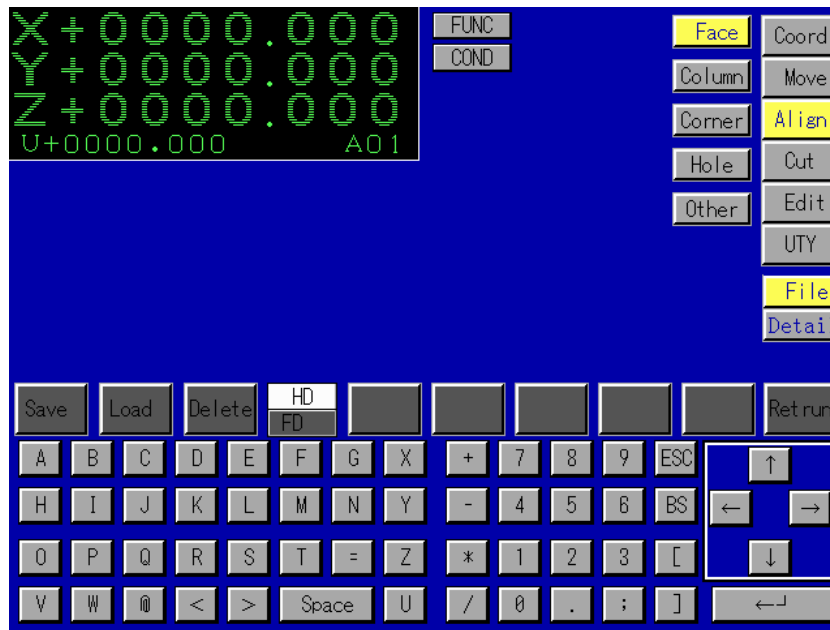 X+0000.000 FUNC Face Coord
Y+0000.000 COND Column Move
Z+0000.000 Corner Align
U+0000.000 A01 Hole Cut
Other Edit
UTY
File
Detai
Save Load Delete HD Retrun
FD
A B C D E F G X + 7 8 9 ESC ↑
H I J K L M N Y - 4 5 6 BS ← →
O P Q R S T = Z * 1 2 3 [ ↓
V W @ < > Space U / 0 . ; ] ←┘